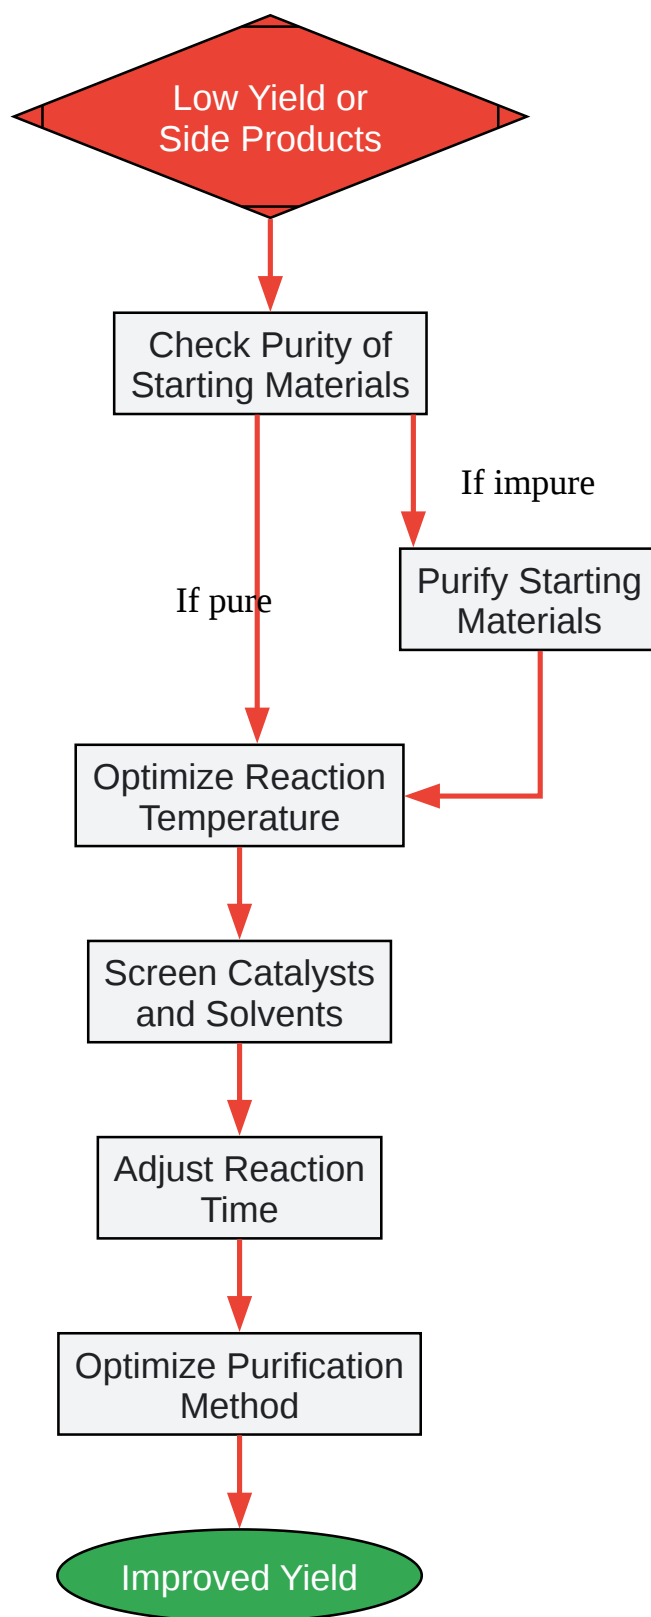 Low Yield or
Side Products
Check Purity of
Starting Materials
If impure
Purify Starting
Materials
If pure
Optimize Reaction
Temperature
Screen Catalysts
and Solvents
Adjust Reaction
Time
Optimize Purification
Method
Improved Yield